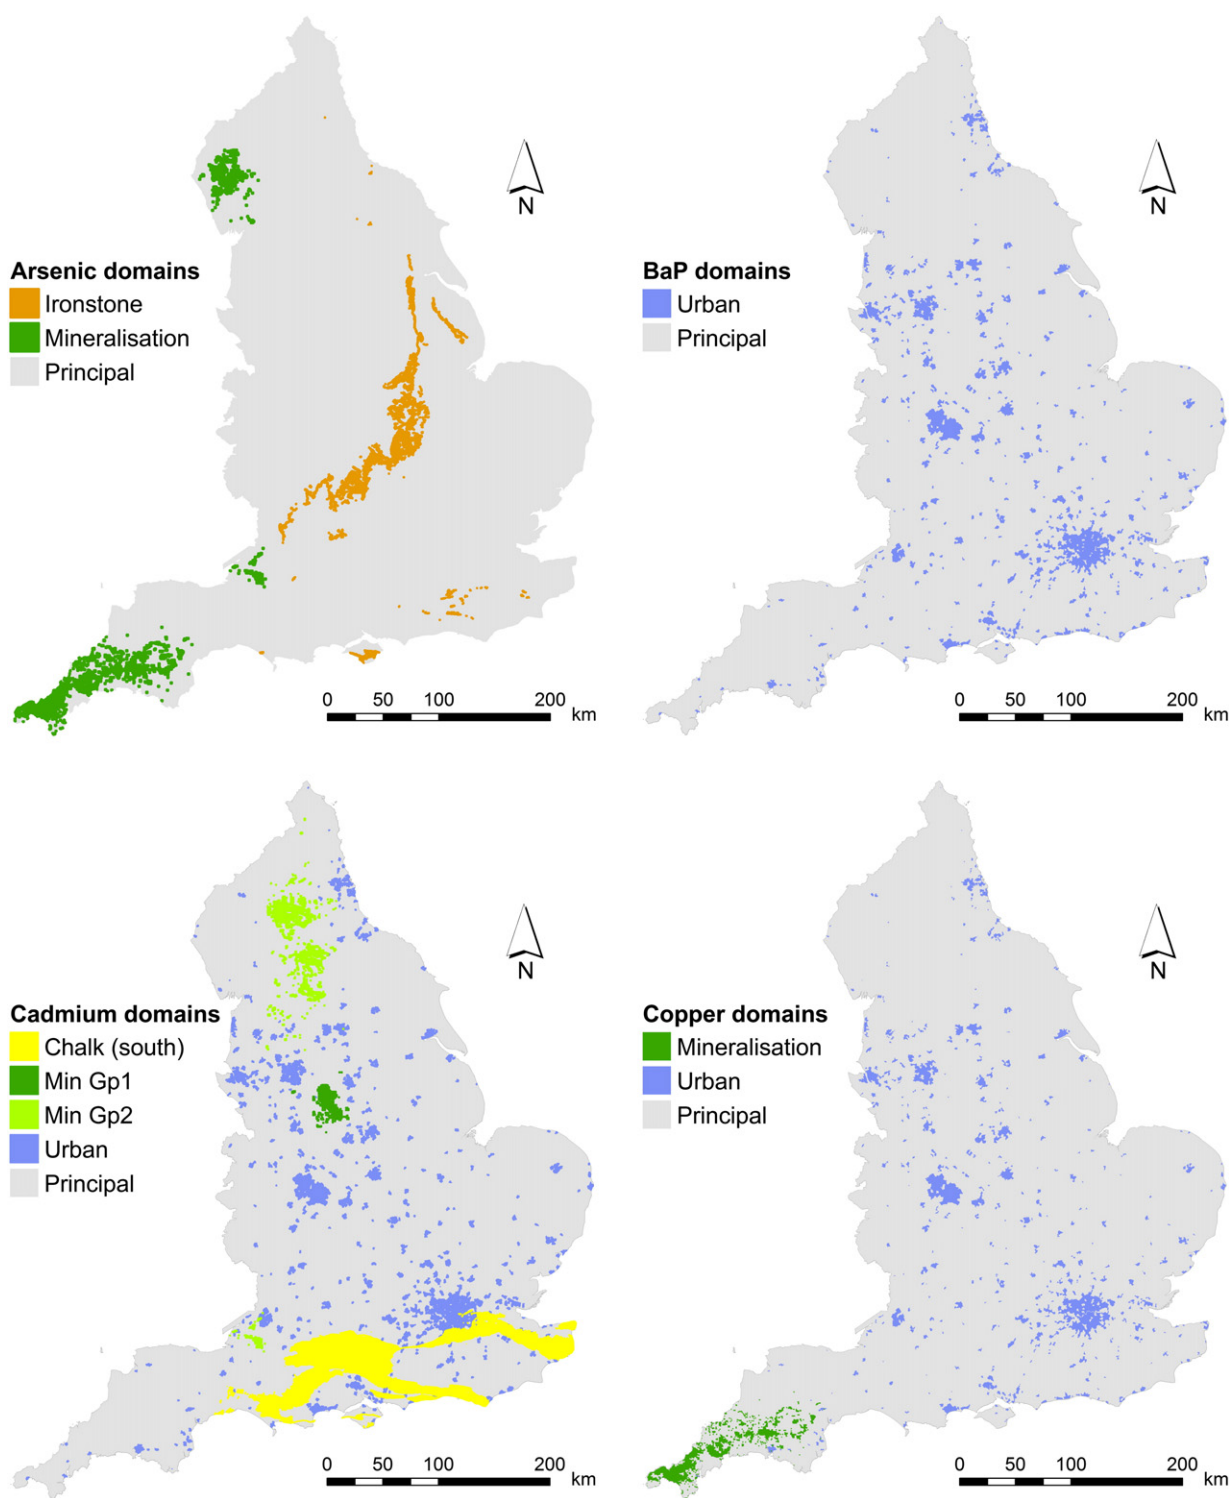 N
Arsenic domains
Ironstone
Mineralisation
Principal
0 50 100 200 km
N
BaP domains
Urban
Principal
0 50 100 200 km
N
Cadmium domains
Chalk (south)
Min Gp1
Min Gp2
Urban
Principal
0 50 100 200 km
N
Copper domains
Mineralisation
Urban
Principal
0 50 100 200 km